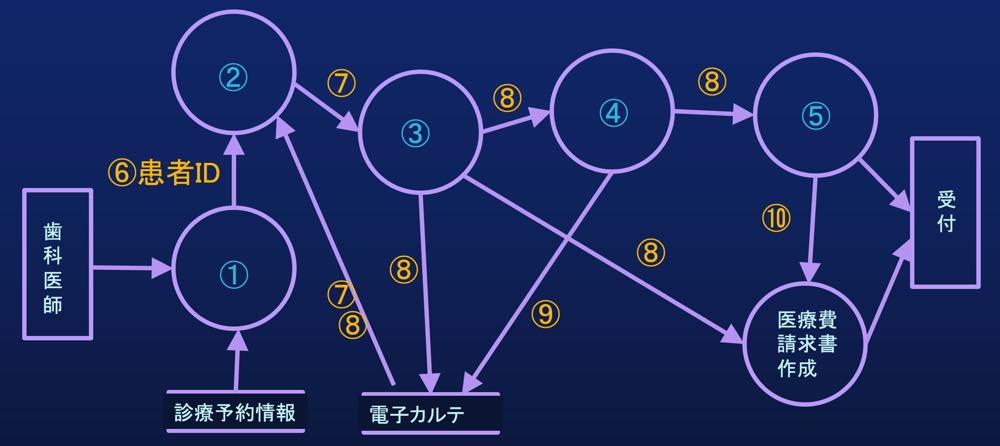 ②
⑦
③
⑧
④
⑧
⑤
⑥患者ID
受付
歯科医師
①
⑩
⑧
⑧
⑦
⑧
⑨
医療費
請求書
作成
診療予約情報
電子カルテ